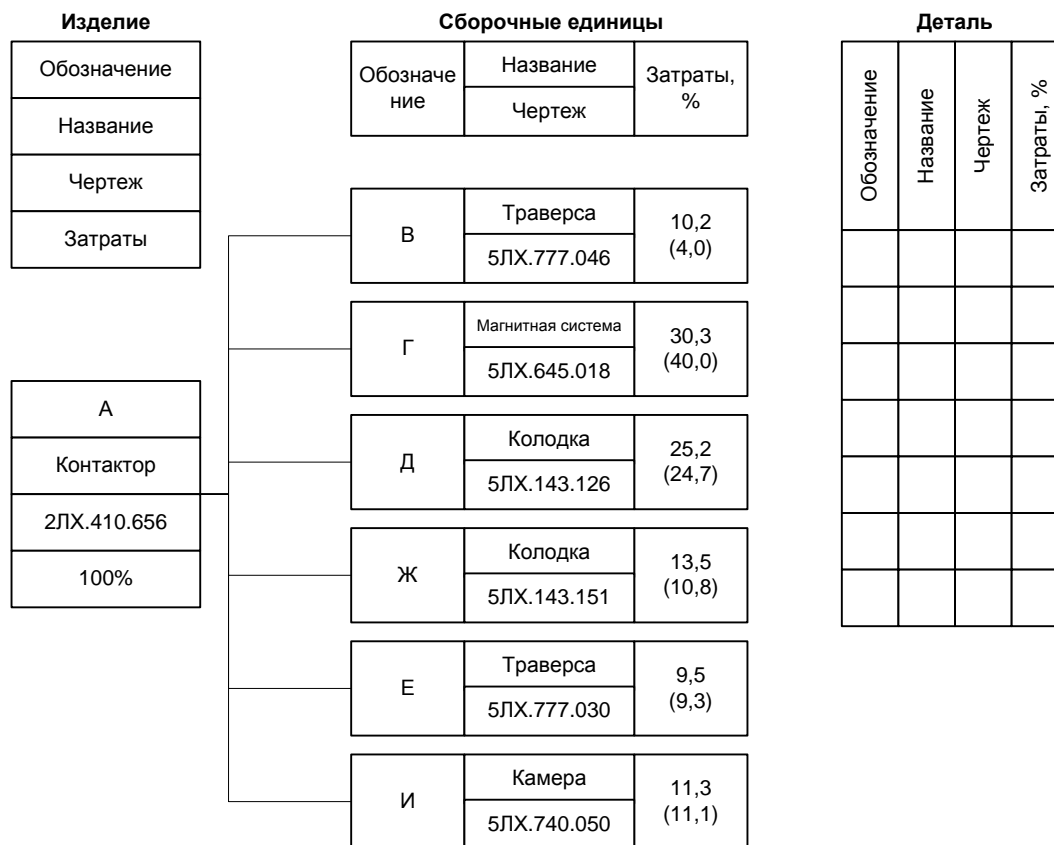 Изделие
Обозначение
Название
Чертеж
Затраты
А
Контактор
2ЛХ.410.656
100%
Сборочные единицы
Обозначе
ние
Название
Чертеж
Затраты,
%
В
Траверса
5ЛХ.777.046
10,2
(4,0)
Г
Магнитная система
5ЛХ.645.018
30,3
(40,0)
Д
Колодка
5ЛХ.143.126
25,2
(24,7)
Ж
Колодка
5ЛХ.143.151
13,5
(10,8)
Е
Траверса
5ЛХ.777.030
9,5
(9,3)
И
Камера
5ЛХ.740.050
11,3
(11,1)
Деталь
Обозначение
Название
Чертеж
Затраты, %